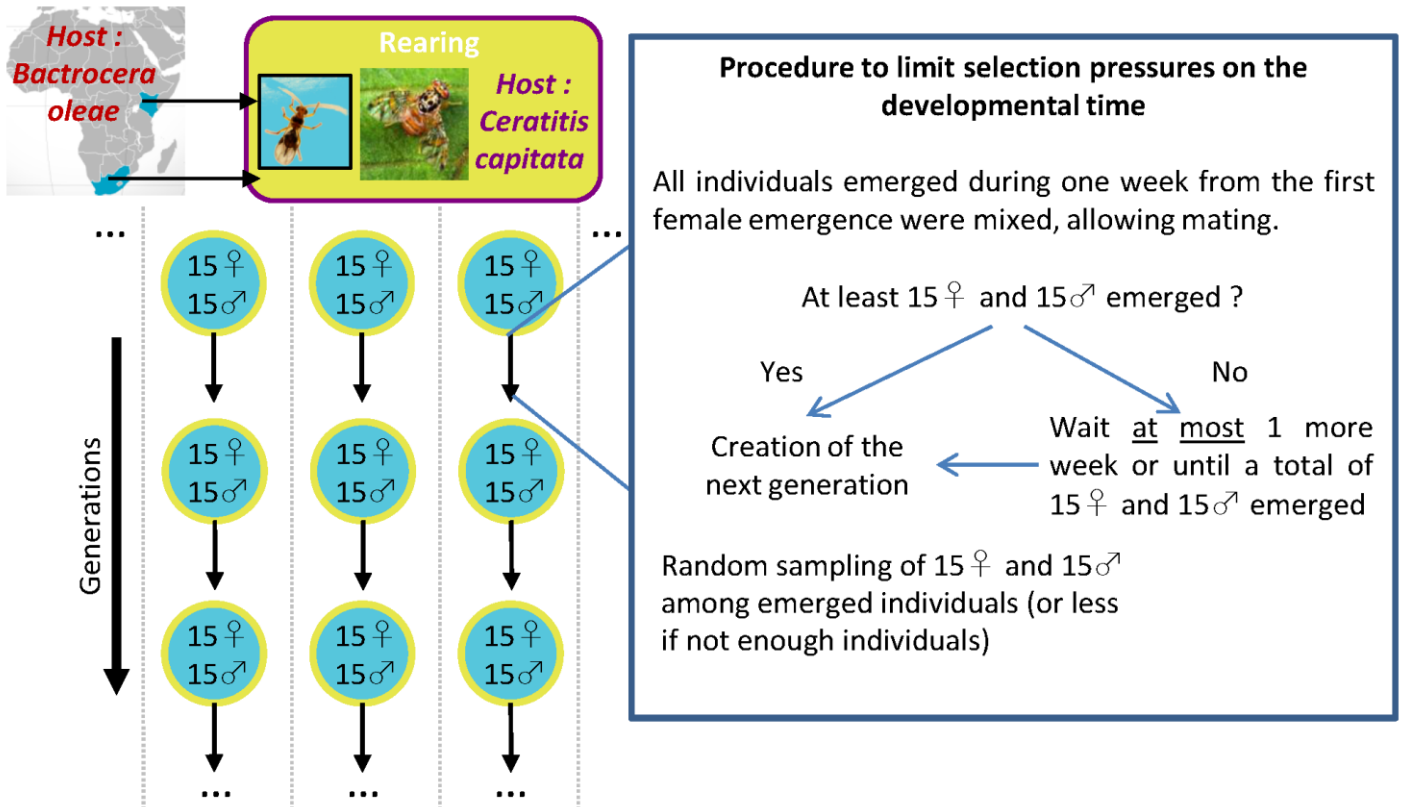 Host :
Bactrocera
oleae
Rearing
Host :
Ceratitis
capitata
...
...
15♀
15♂
15♀
15♂
15♀
15♂
Generations
15♀
15♂
15♀
15♂
15♀
15♂
15♀
15♂
15♀
15♂
15♀
15♂
...
...
...
Procedure to limit selection pressures on the
developmental time
All individuals emerged during one week from the first
female emergence were mixed, allowing mating.
At least 15♀ and 15♂ emerged ?
Yes
No
Creation of the
next generation
Wait at most 1 more
week or until a total of
15♀ and 15♂ emerged
Random sampling of 15♀ and 15♂
among emerged individuals (or less
if not enough individuals)